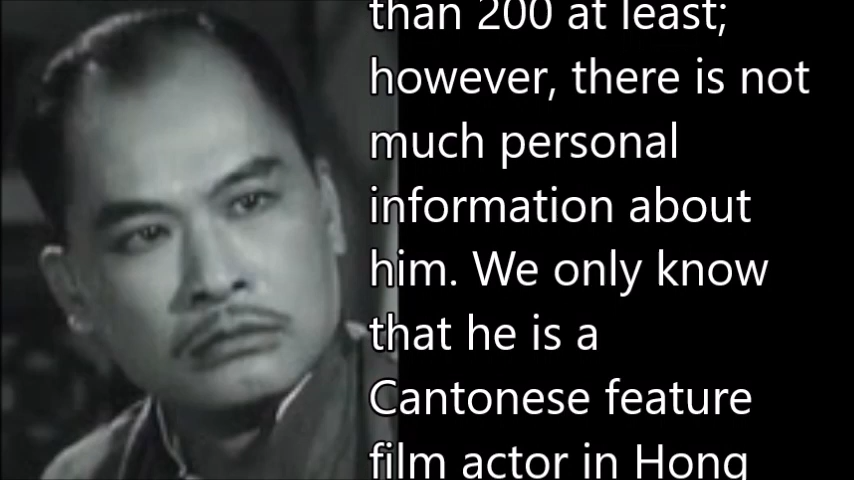 than 200 at least;
however, there is not
much personal
information about
him. We only know
that he is a
Cantonese feature
film actor in Hong